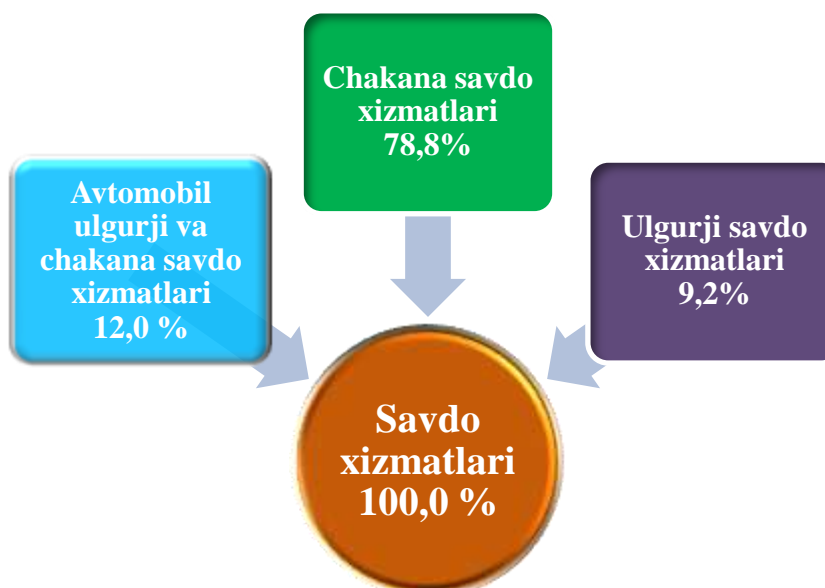 Chakana savdo
xizmatlari
78,8%
Avtomobil
ulgurji va
chakana savdo
xizmatlari
12,0 %
Ulgurji savdo
xizmatlari
9,2%
Savdo
xizmatlari
100,0 %